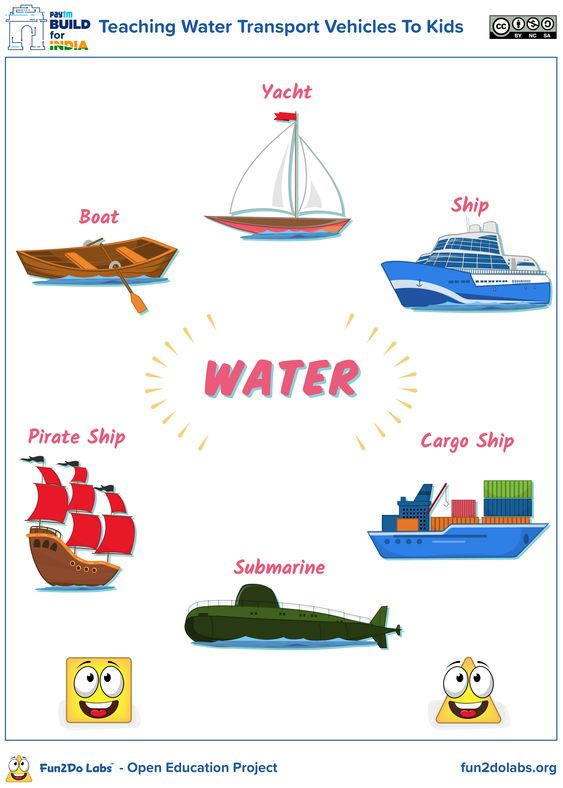 paytm
BUILD
for
INDIA
Teaching Water Transport Vehicles To Kids
cc
BY NC SA
Yacht
Boat
Ship
WATER
Pirate Ship
Cargo Ship
Submarine
Fun2Do Labs™ - Open Education Project
fun2dolabs.org